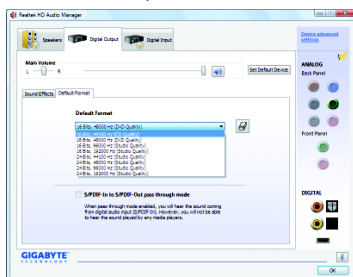 Realtek HD Audio Manager
Speakers
Digital Output
Digital Input
Device advanced
settings
Main Volume
L
R
Set Default Device
ANALOG
Back Panel
Sound Effects
Default Format
Default Format
16 Bits, 48000 Hz (DVD Quality)
16 Bits, 44100 Hz (CD Quality)
16 Bits, 48000 Hz (DVD Quality)
16 Bits, 96000 Hz (Studio Quality)
16 Bits, 192000 Hz (Studio Quality)
24 Bits, 44100 Hz (Studio Quality)
24 Bits, 48000 Hz (Studio Quality)
24 Bits, 96000 Hz (Studio Quality)
24 Bits, 192000 Hz (Studio Quality)
Front Panel
S/PDIF-In to S/PDIF-Out pass through mode
When pass through mode enabled, you will hear the sound coming
from digital audio input (S/PDIF-In). However, you will not be able
to hear the sound played by any media players.
DIGITAL
GIGABYTE
TECHNOLOGY
OK